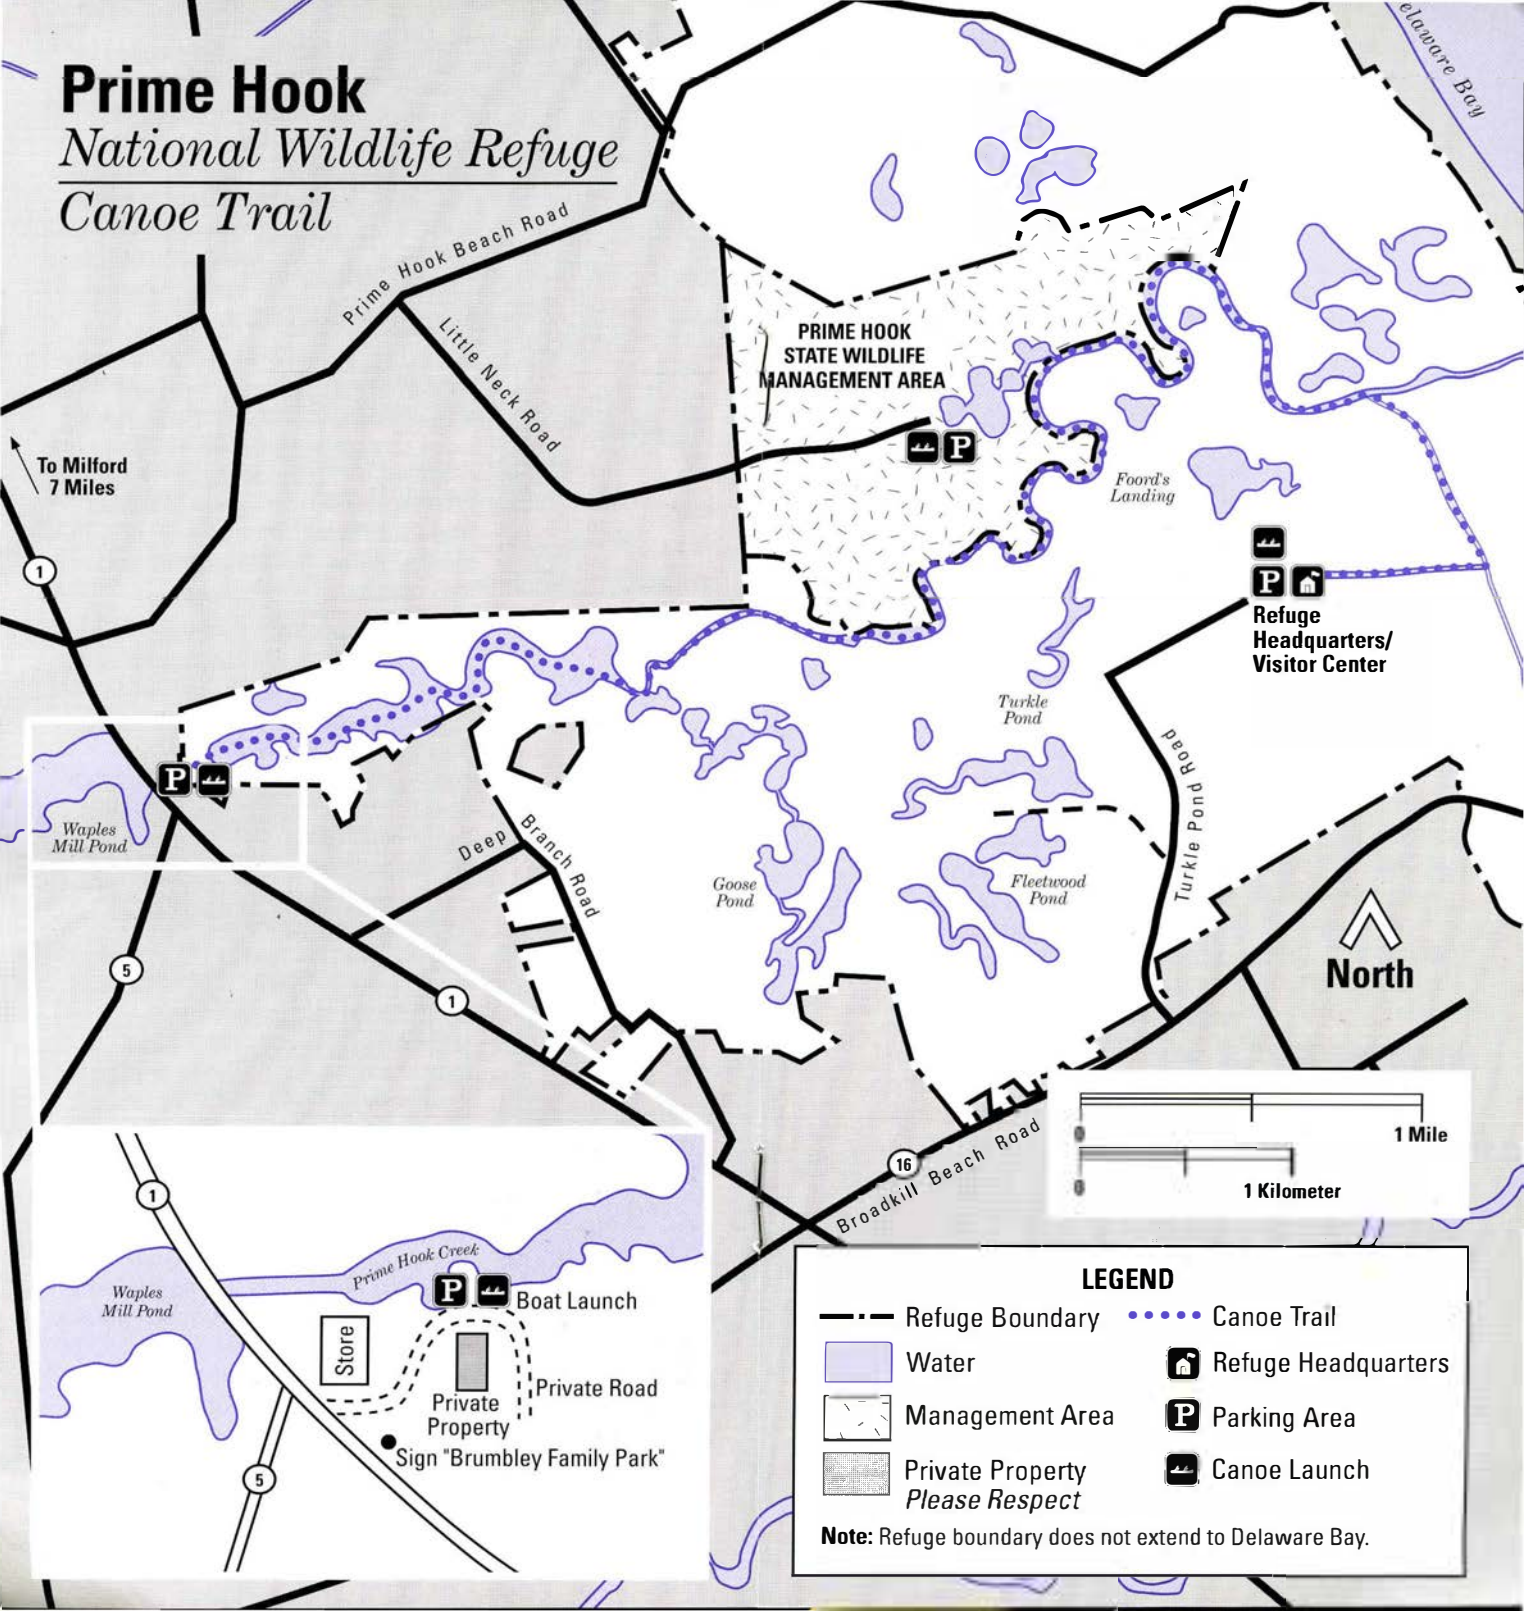 Prime Hook
National Wildlife Refuge
Canoe Trail
elaware Bay
Prime Hook Beach Road
Little Neck Road
PRIME HOOK
STATE WILDLIFE
MANAGEMENT AREA
P
To Milford
7 Miles
1
Foord's
Landing
P
Refuge
Headquarters/
Visitor Center
Turkle
Pond
Turkle Pond Road
P
Waples
Mill Pond
Deep Branch Road
Goose
Pond
Fleetwood
Pond
5
1
North
16
Broadkill Beach Road
0
1 Mile
0
1 Kilometer
1
Prime Hook Creek
Waples
Mill Pond
P
Boat Launch
Store
Private
Property
Private Road
Sign "Brumbley Family Park"
5
LEGEND
Refuge Boundary
Canoe Trail
Water
Refuge Headquarters
Management Area
P
Parking Area
Private Property
Please Respect
Canoe Launch
Note: Refuge boundary does not extend to Delaware Bay.